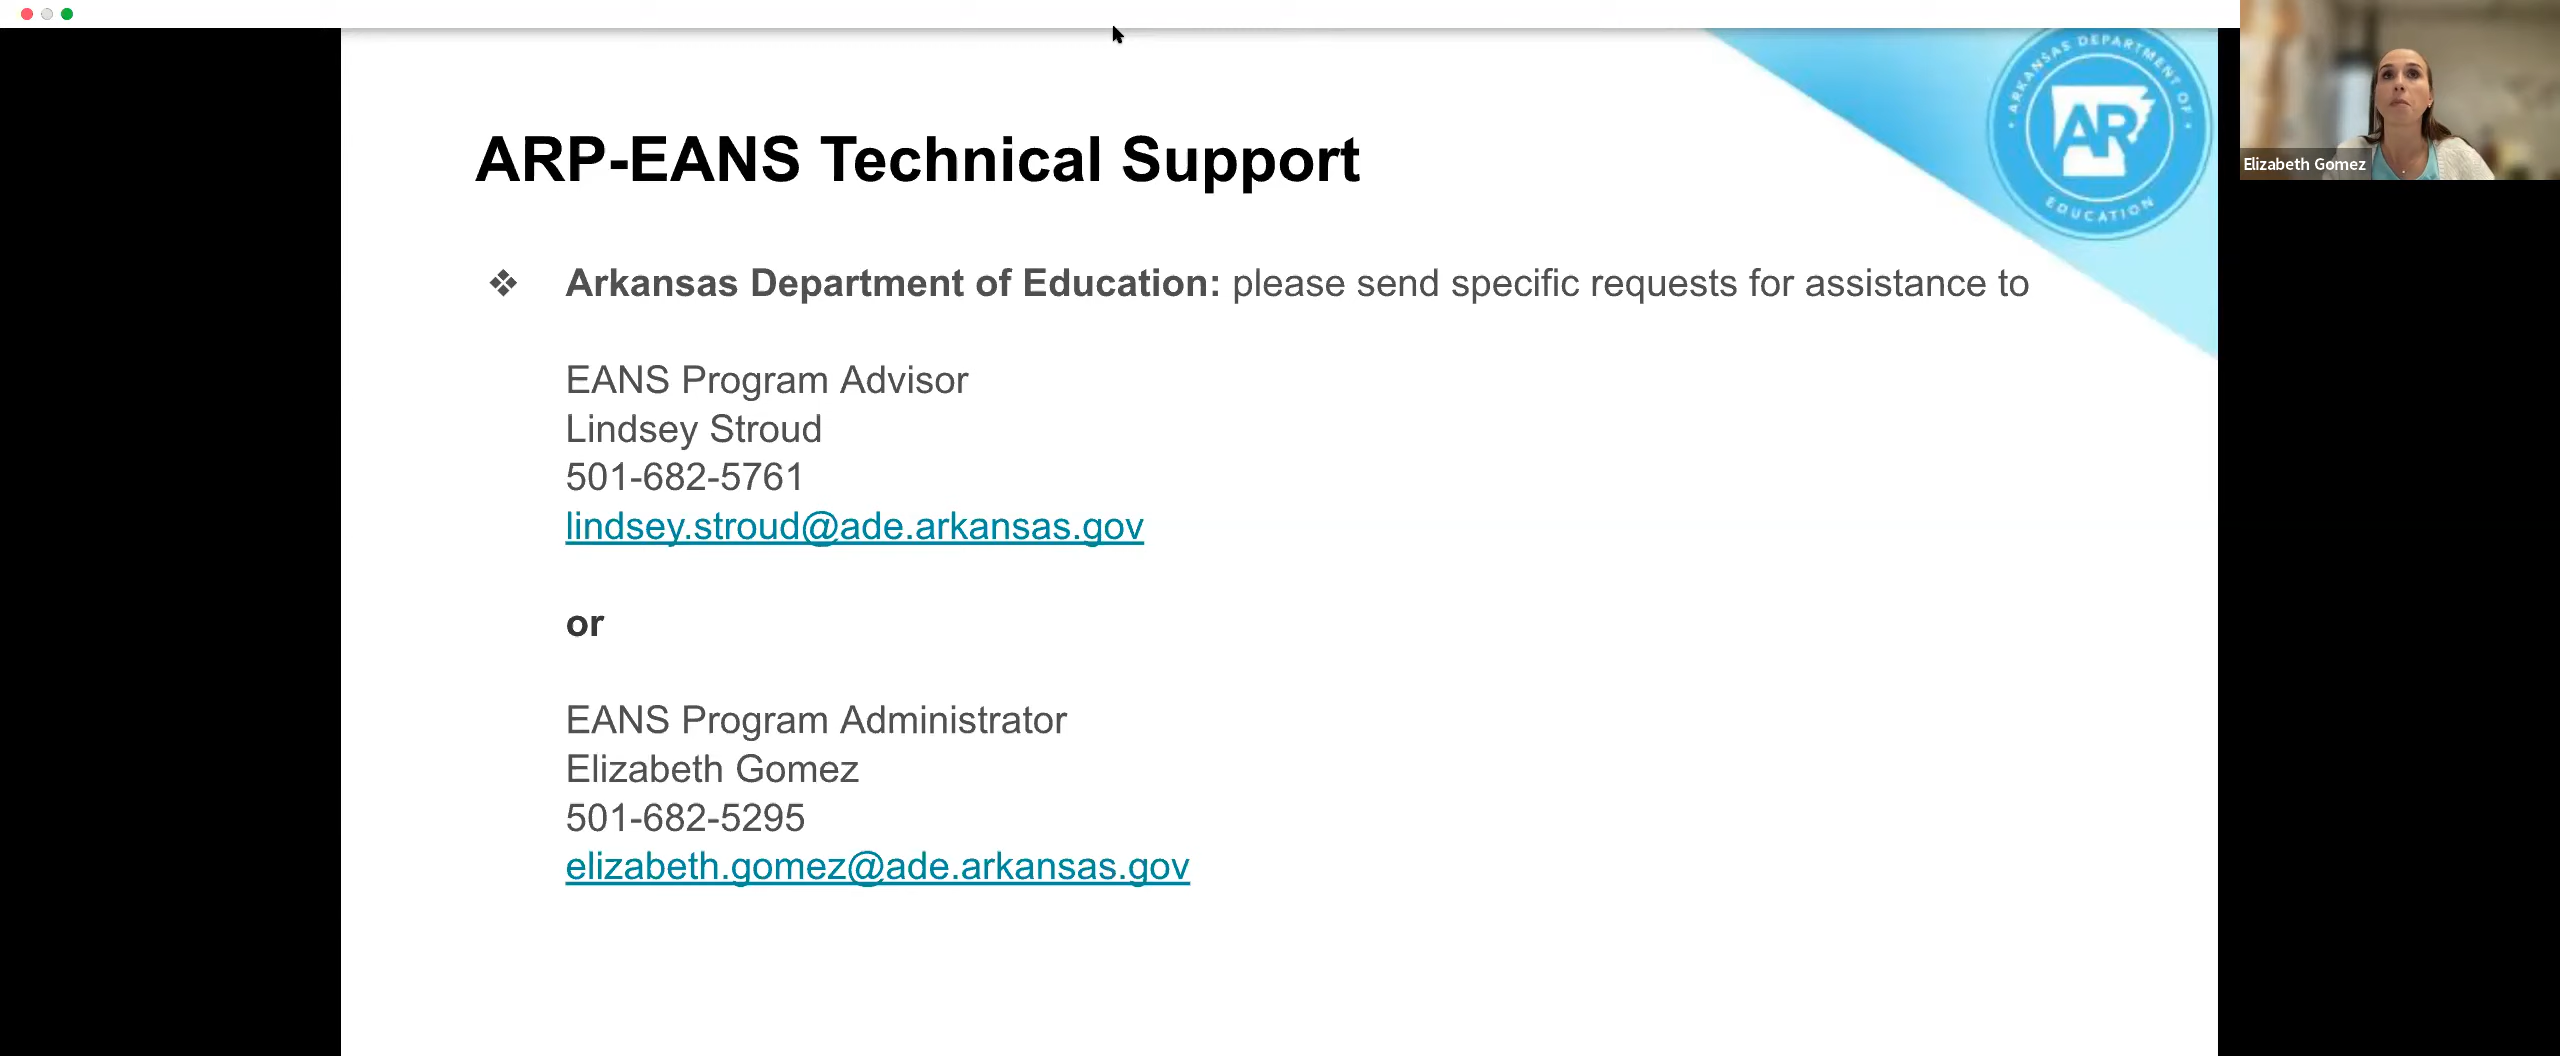 ARP-EANS Technical Support
ARKANSAS DEPARTMENT OF
AR
EDUCATION
Elizabeth Gomez
❖ Arkansas Department of Education: please send specific requests for assistance to
EANS Program Advisor
Lindsey Stroud
501-682-5761
lindsey.stroud@ade.arkansas.gov
or
EANS Program Administrator
Elizabeth Gomez
501-682-5295
elizabeth.gomez@ade.arkansas.gov